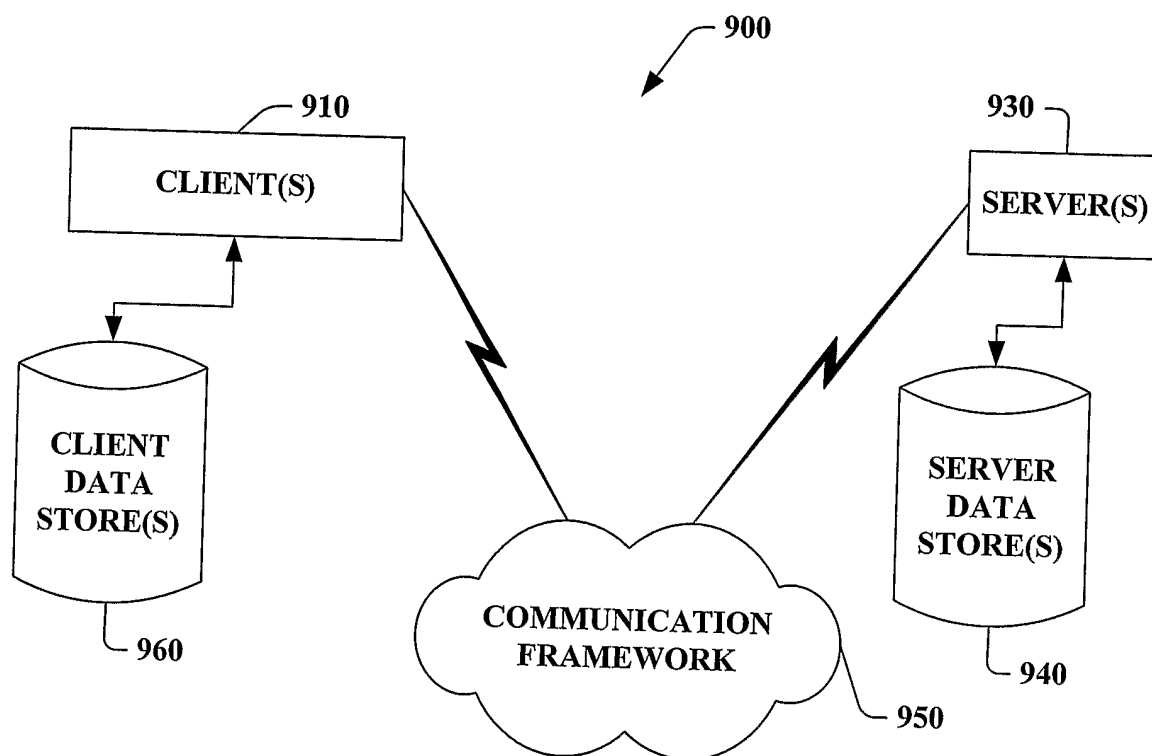 900
910
930
CLIENT(S)
SERVER(S)
CLIENT
DATA
STORE(S)
SERVER
DATA
STORE(S)
COMMUNICATION
FRAMEWORK
960
940
950